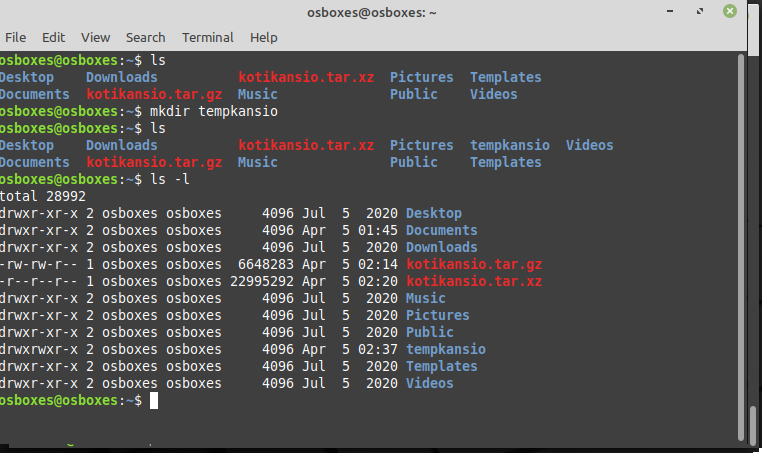 osboxes@osboxes: ~
File Edit View Search Terminal Help
osboxes@osboxes:~$ ls
Desktop    Downloads          kotikansio.tar.xz  Pictures  Templates
Documents  kotikansio.tar.gz  Music              Public    Videos
osboxes@osboxes:~$ mkdir tempkansio
osboxes@osboxes:~$ ls
Desktop    Downloads          kotikansio.tar.xz  Pictures  tempkansio  Videos
Documents  kotikansio.tar.gz  Music              Public    Templates
osboxes@osboxes:~$ ls -l
total 28992
drwxr-xr-x 2 osboxes osboxes     4096 Jul  5  2020 Desktop
drwxr-xr-x 2 osboxes osboxes     4096 Apr  5 01:45 Documents
drwxr-xr-x 2 osboxes osboxes     4096 Jul  5  2020 Downloads
-rw-rw-r-- 1 osboxes osboxes  6648283 Apr  5 02:14 kotikansio.tar.gz
-r--r--r-- 1 osboxes osboxes 22995292 Apr  5 02:20 kotikansio.tar.xz
drwxr-xr-x 2 osboxes osboxes     4096 Jul  5  2020 Music
drwxr-xr-x 2 osboxes osboxes     4096 Jul  5  2020 Pictures
drwxr-xr-x 2 osboxes osboxes     4096 Jul  5  2020 Public
drwxrwxr-x 2 osboxes osboxes     4096 Apr  5 02:37 tempkansio
drwxr-xr-x 2 osboxes osboxes     4096 Jul  5  2020 Templates
drwxr-xr-x 2 osboxes osboxes     4096 Jul  5  2020 Videos
osboxes@osboxes:~$